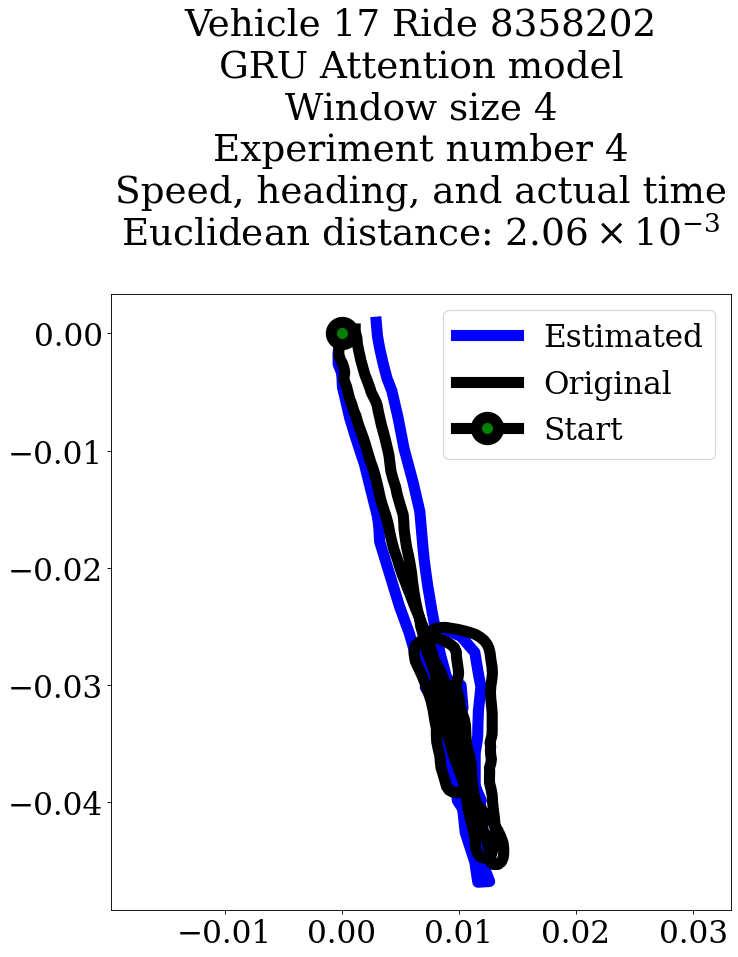 Vehicle 17 Ride 8358202
GRU Attention model
Window size 4
Experiment number 4
Speed, heading, and actual time
Euclidean distance: 2.06 × 10⁻³
Estimated
Original
Start
0.00
−0.01
−0.02
−0.03
−0.04
−0.01 0.00 0.01 0.02 0.03